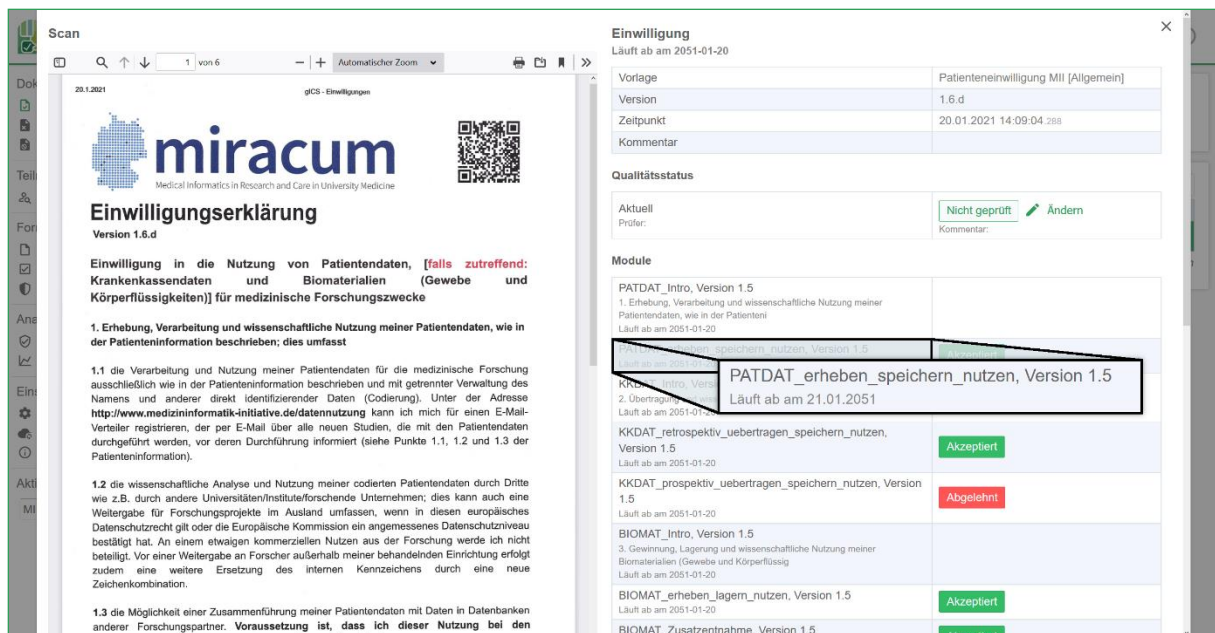 Scan
1 von 6
Automatischer Zoom
20.1.2021
gICS - Einwilligungen
miracum
Medical Informatics in Research and Care in University Medicine
Einwilligungserklärung
Version 1.6.d
Einwilligung in die Nutzung von Patientendaten, [falls zutreffend:
Krankenkassendaten und Biomaterialien (Gewebe und
Körperflüssigkeiten)] für medizinische Forschungszwecke
1. Erhebung, Verarbeitung und wissenschaftliche Nutzung meiner Patientendaten, wie in
der Patienteninformation beschrieben; dies umfasst
1.1 die Verarbeitung und Nutzung meiner Patientendaten für die medizinische Forschung
ausschließlich wie in der Patienteninformation beschrieben und mit getrennter Verwaltung des
Namens und anderer direkt identifizierender Daten (Codierung). Unter der Adresse
http://www.medizininformatik-initiative.de/datennutzung kann ich mich für einen E-Mail-
Verteiler registrieren, der per E-Mail über alle neuen Studien, die mit den Patientendaten
durchgeführt werden, vor deren Durchführung informiert (siehe Punkte 1.1, 1.2 und 1.3 der
Patienteninformation).
1.2 die wissenschaftliche Analyse und Nutzung meiner codierten Patientendaten durch Dritte
wie z.B. durch andere Universitäten/Institute/forschende Unternehmen; dies kann auch eine
Weitergabe für Forschungsprojekte im Ausland umfassen, wenn in diesen europäisches
Datenschutzrecht gilt oder die Europäische Kommission ein angemessenes Datenschutzniveau
bestätigt hat. An einem etwaigen kommerziellen Nutzen aus der Forschung werde ich nicht
beteiligt. Vor einer Weitergabe an Forscher außerhalb meiner behandelnden Einrichtung erfolgt
zudem eine weitere Ersetzung des internen Kennzeichens durch eine neue
Zeichenkombination.
1.3 die Möglichkeit einer Zusammenführung meiner Patientendaten mit Daten in Datenbanken
anderer Forschungspartner. Voraussetzung ist, dass ich dieser Nutzung bei den
Einwilligung
Läuft ab am 2051-01-20
Vorlage Patienteneinwilligung MII [Allgemein]
Version 1.6.d
Zeitpunkt 20.01.2021 14:09:04.288
Kommentar
Qualitätsstatus
Aktuell Nicht geprüft Ändern
Prüfer: Kommentar:
Module
PATDAT_Intro, Version 1.5
1. Erhebung, Verarbeitung und wissenschaftliche Nutzung meiner
Patientendaten, wie in der Patienteni
Läuft ab am 2051-01-20
PATDAT_erheben_speichern_nutzen, Version 1.5 Akzeptiert
PATDAT_erheben_speichern_nutzen, Version 1.5
Läuft ab am 21.01.2051
KKDAT_Intro, Vers
2. Übertragung
Läuft ab am 2051-01-20
KKDAT_retrospektiv_uebertragen_speichern_nutzen,
Version 1.5 Akzeptiert
Läuft ab am 2051-01-20
KKDAT_prospektiv_uebertragen_speichern_nutzen, Version
1.5 Abgelehnt
Läuft ab am 2051-01-20
BIOMAT_Intro, Version 1.5
3. Gewinnung, Lagerung und wissenschaftliche Nutzung meiner
Biomaterialien (Gewebe und Körperflüssig
Läuft ab am 2051-01-20
BIOMAT_erheben_lagern_nutzen, Version 1.5 Akzeptiert
Läuft ab am 2051-01-20
BIOMAT_Zusatzentnahme, Version 1.5